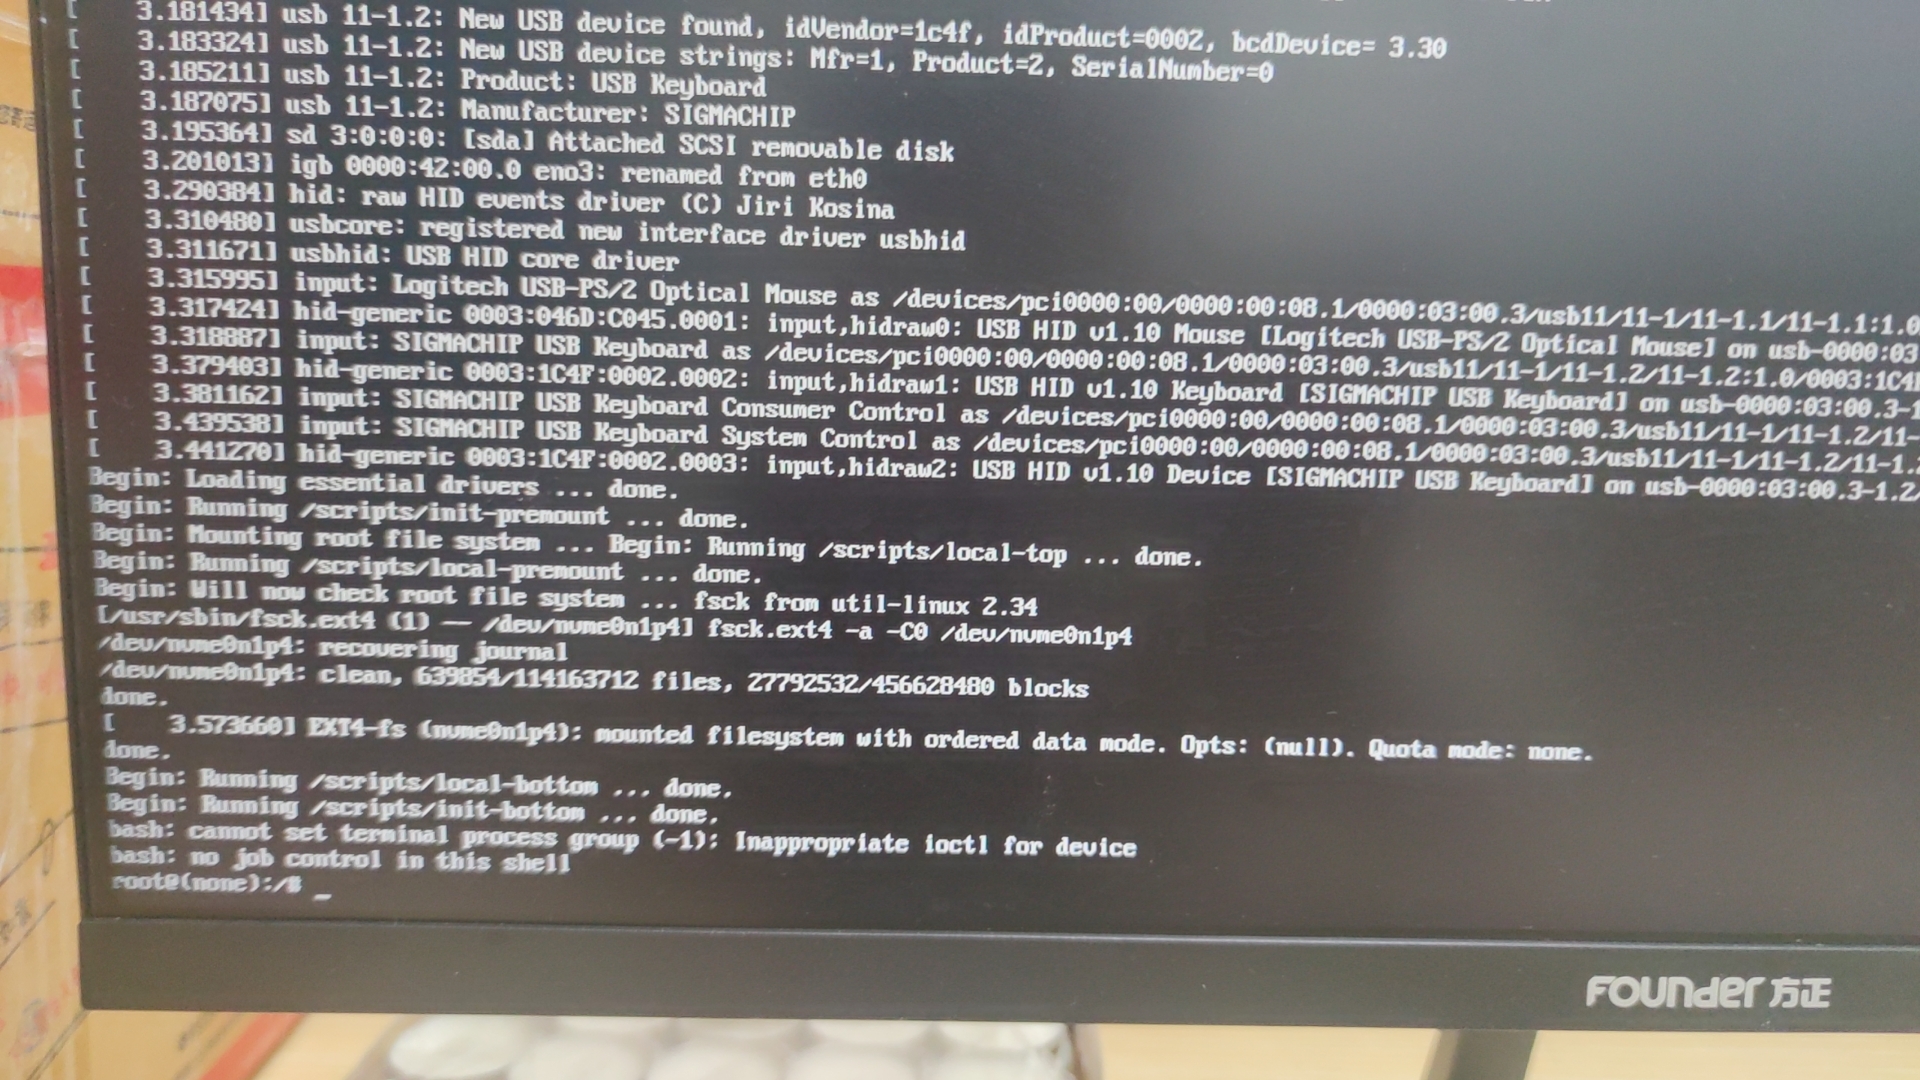 [    3.181434] usb 11-1.2: New USB device found, idVendor=1c4f, idProduct=0002, bcdDevice= 3.30
[    3.183324] usb 11-1.2: New USB device strings: Mfr=1, Product=2, SerialNumber=0
[    3.185211] usb 11-1.2: Product: USB Keyboard
[    3.187075] usb 11-1.2: Manufacturer: SIGMACHIP
[    3.195364] sd 3:0:0:0: [sda] Attached SCSI removable disk
[    3.201013] igb 0000:42:00.0 eno3: renamed from eth0
[    3.290384] hid: raw HID events driver (C) Jiri Kosina
[    3.310480] usbcore: registered new interface driver usbhid
[    3.311671] usbhid: USB HID core driver
[    3.315995] input: Logitech USB-PS/2 Optical Mouse as /devices/pci0000:00/0000:00:08.1/0000:03:00.3/usb11/11-1/11-1.1/11-1.1:1.0
[    3.317424] hid-generic 0003:046D:C045.0001: input,hidraw0: USB HID v1.10 Mouse [Logitech USB-PS/2 Optical Mouse] on usb-0000:03
[    3.318887] input: SIGMACHIP USB Keyboard as /devices/pci0000:00/0000:00:08.1/0000:03:00.3/usb11/11-1/11-1.2/11-1.2:1.0/0003:1C4F
[    3.379403] hid-generic 0003:1C4F:0002.0002: input,hidraw1: USB HID v1.10 Keyboard [SIGMACHIP USB Keyboard] on usb-0000:03:00.3-1
[    3.381162] input: SIGMACHIP USB Keyboard Consumer Control as /devices/pci0000:00/0000:00:08.1/0000:03:00.3/usb11/11-1/11-1.2/11-
[    3.439538] input: SIGMACHIP USB Keyboard System Control as /devices/pci0000:00/0000:00:08.1/0000:03:00.3/usb11/11-1/11-1.2/11-1.
[    3.441270] hid-generic 0003:1C4F:0002.0003: input,hidraw2: USB HID v1.10 Device [SIGMACHIP USB Keyboard] on usb-0000:03:00.3-1.2/
Begin: Loading essential drivers ... done.
Begin: Running /scripts/init-premount ... done.
Begin: Mounting root file system ... Begin: Running /scripts/local-top ... done.
Begin: Running /scripts/local-premount ... done.
Begin: Will now check root file system ... fsck from util-linux 2.34
[/usr/sbin/fsck.ext4 (1) -- /dev/nvme0n1p4] fsck.ext4 -a -C0 /dev/nvme0n1p4
/dev/nvme0n1p4: recovering journal
/dev/nvme0n1p4: clean, 639854/114163712 files, 27792532/456628480 blocks
done.
[    3.573660] EXT4-fs (nvme0n1p4): mounted filesystem with ordered data mode. Opts: (null). Quota mode: none.
done.
Begin: Running /scripts/local-bottom ... done.
Begin: Running /scripts/init-bottom ... done.
bash: cannot set terminal process group (-1): Inappropriate ioctl for device
bash: no job control in this shell
root@(none):/# _
FOUNDER 方正